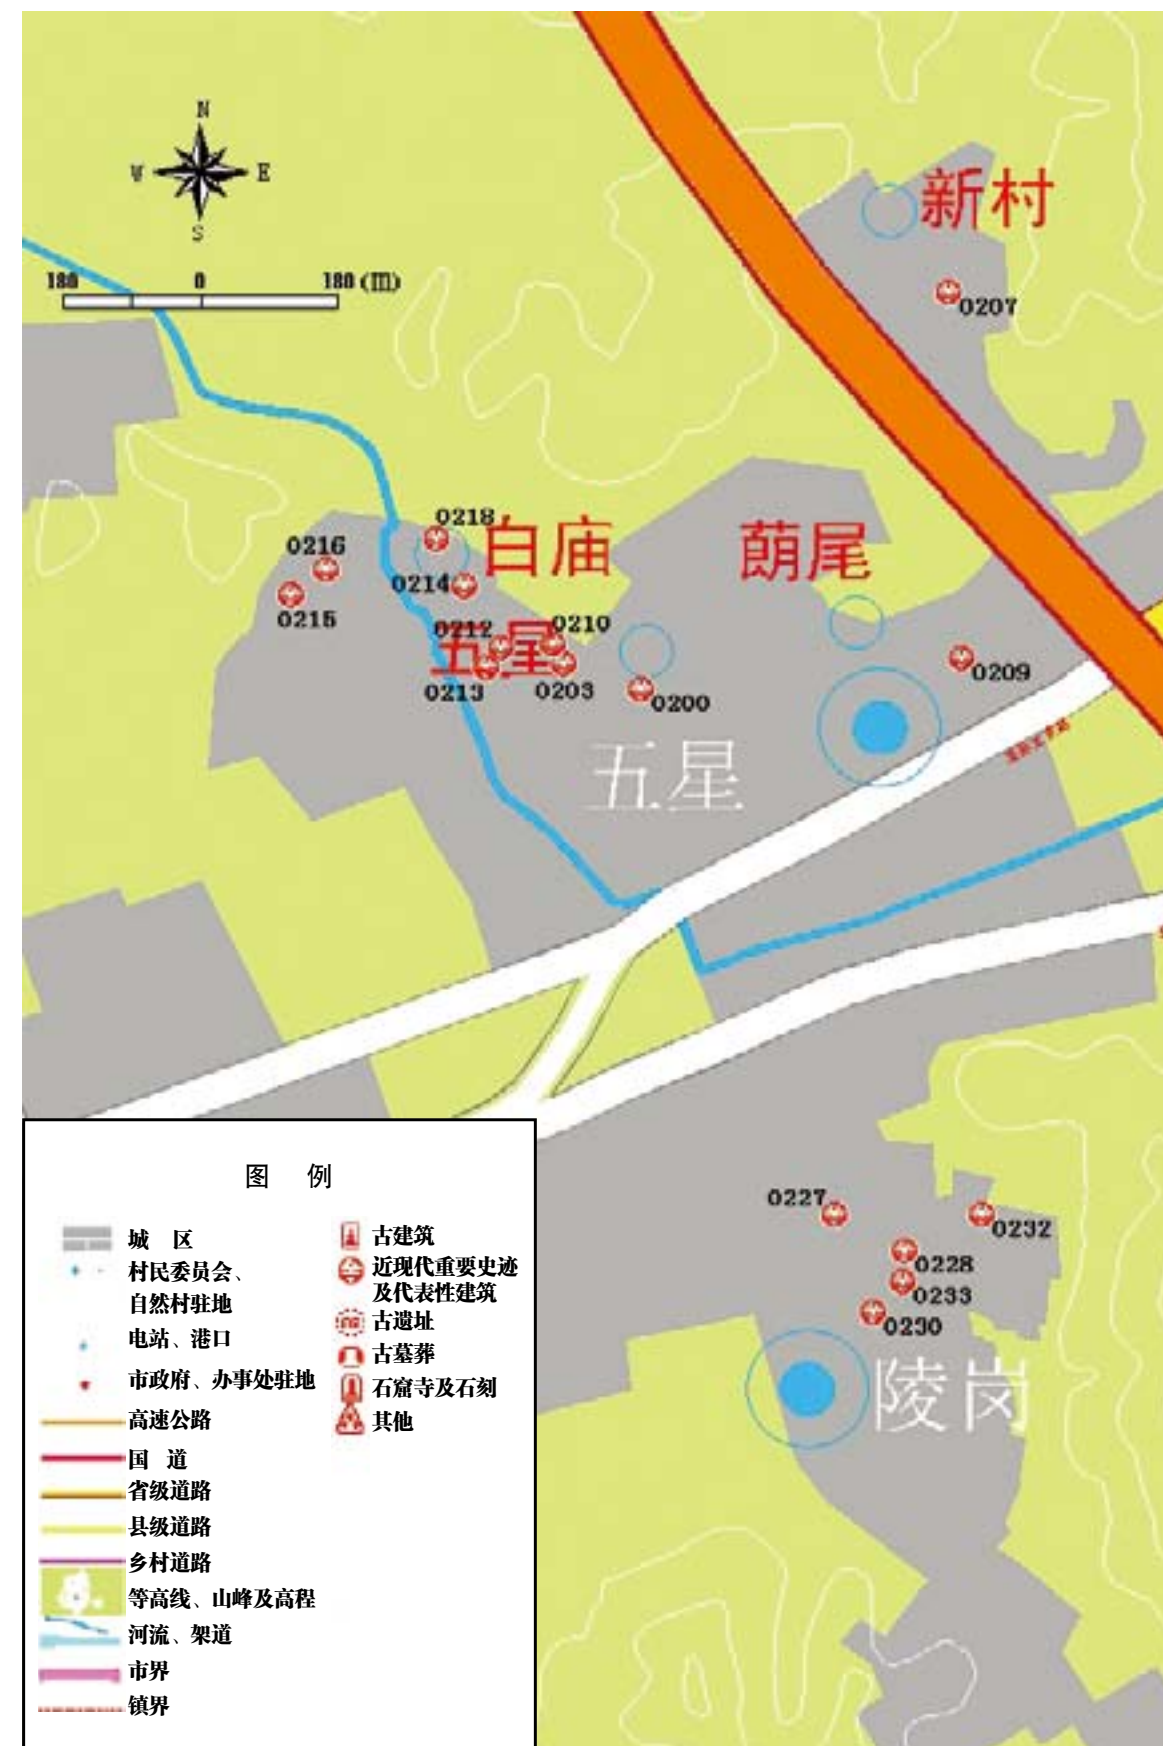 N
W E
S
180 0 180 (m)
新村
0207
0218
白庙
萠尾
0216
0214
0215
0212
0210
五星
0213
0203
0200
0209
五星
0227
0232
0228
0233
0230
陵岗
图 例
城 区
村民委员会、
自然村驻地
电站、港口
市政府、办事处驻地
高速公路
国 道
省级道路
县级道路
乡村道路
等高线、山峰及高程
河流、架道
市界
镇界
古建筑
近现代重要史迹
及代表性建筑
古遗址
古墓葬
石窟寺及石刻
其他